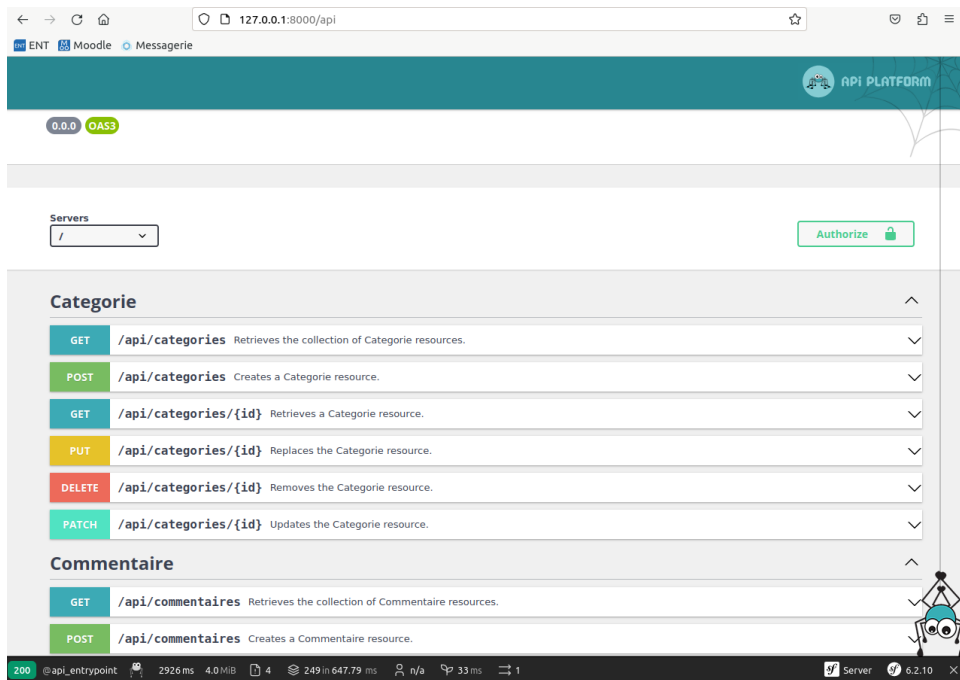 127.0.0.1:8000/api
ENT ENT Moodle Messagerie
API PLATFORM
0.0.0 OAS3
Servers
/
Authorize
Categorie
GET /api/categories Retrieves the collection of Categorie resources.
POST /api/categories Creates a Categorie resource.
GET /api/categories/{id} Retrieves a Categorie resource.
PUT /api/categories/{id} Replaces the Categorie resource.
DELETE /api/categories/{id} Removes the Categorie resource.
PATCH /api/categories/{id} Updates the Categorie resource.
Commentaire
GET /api/commentaires Retrieves the collection of Commentaire resources.
POST /api/commentaires Creates a Commentaire resource.
200 @api_entrypoint 2926 ms 4.0 MiB 4 249 in 647.79 ms n/a 33 ms 1 sf Server sf 6.2.10